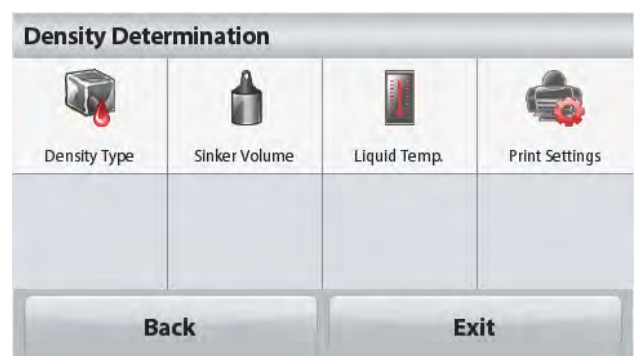 Density Determination
Density Type Sinker Volume Liquid Temp. Print Settings
Back Exit